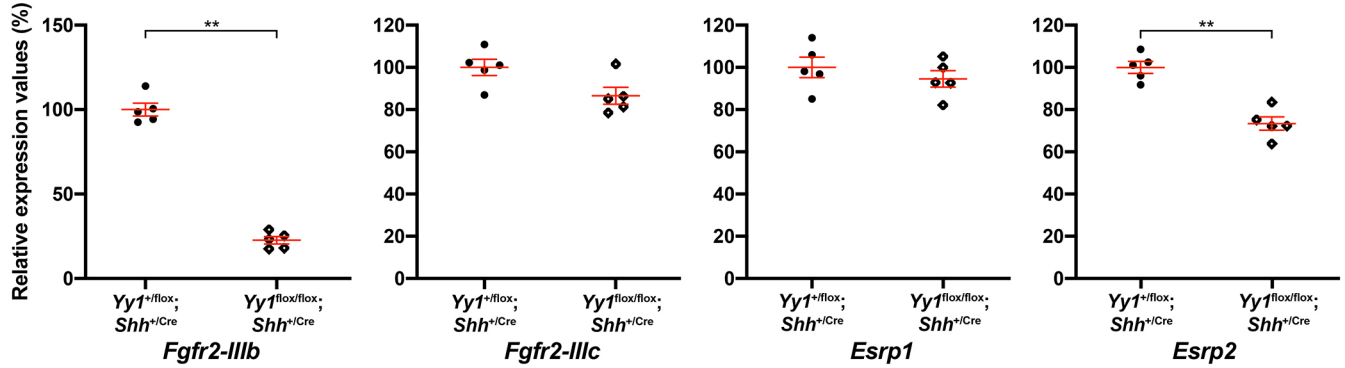 Relative expression values (%)
150
100
50
0
**
Yy1+/flox;
Shh+/Cre
Yy1flox/flox;
Shh+/Cre
Fgfr2-IIIb
120
100
80
60
40
20
0
Yy1+/flox;
Shh+/Cre
Yy1flox/flox;
Shh+/Cre
Fgfr2-IIIc
120
100
80
60
40
20
0
Yy1+/flox;
Shh+/Cre
Yy1flox/flox;
Shh+/Cre
Esrp1
120
100
80
60
40
20
0
**
Yy1+/flox;
Shh+/Cre
Yy1flox/flox;
Shh+/Cre
Esrp2